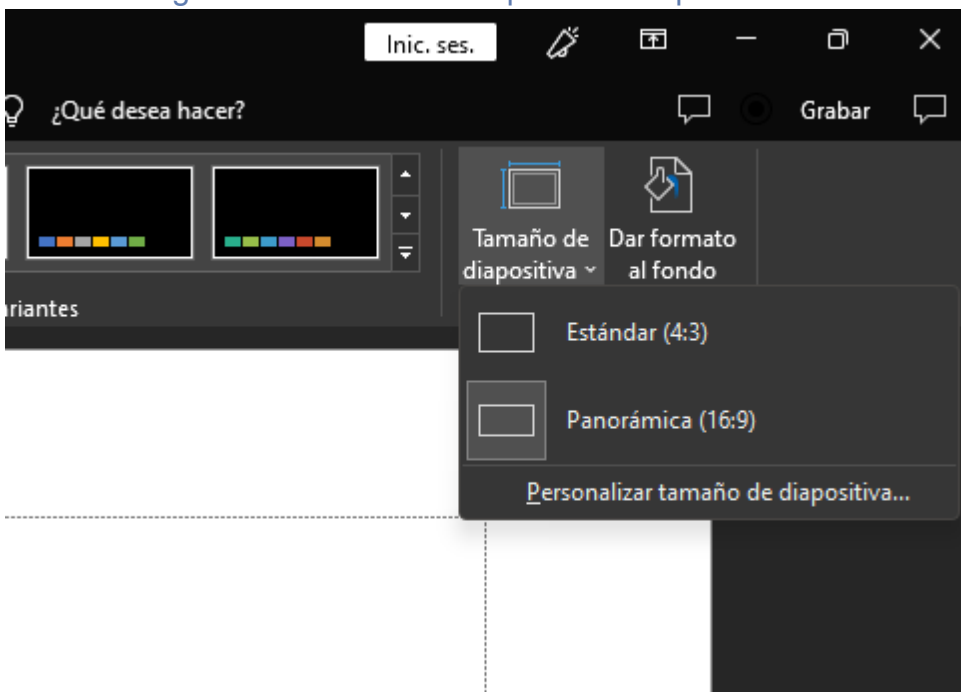 Inic. ses.
¿Qué desea hacer?
Grabar
Tamaño de
diapositiva
Dar formato
al fondo
riantes
Estándar (4:3)
Panorámica (16:9)
Personalizar tamaño de diapositiva...